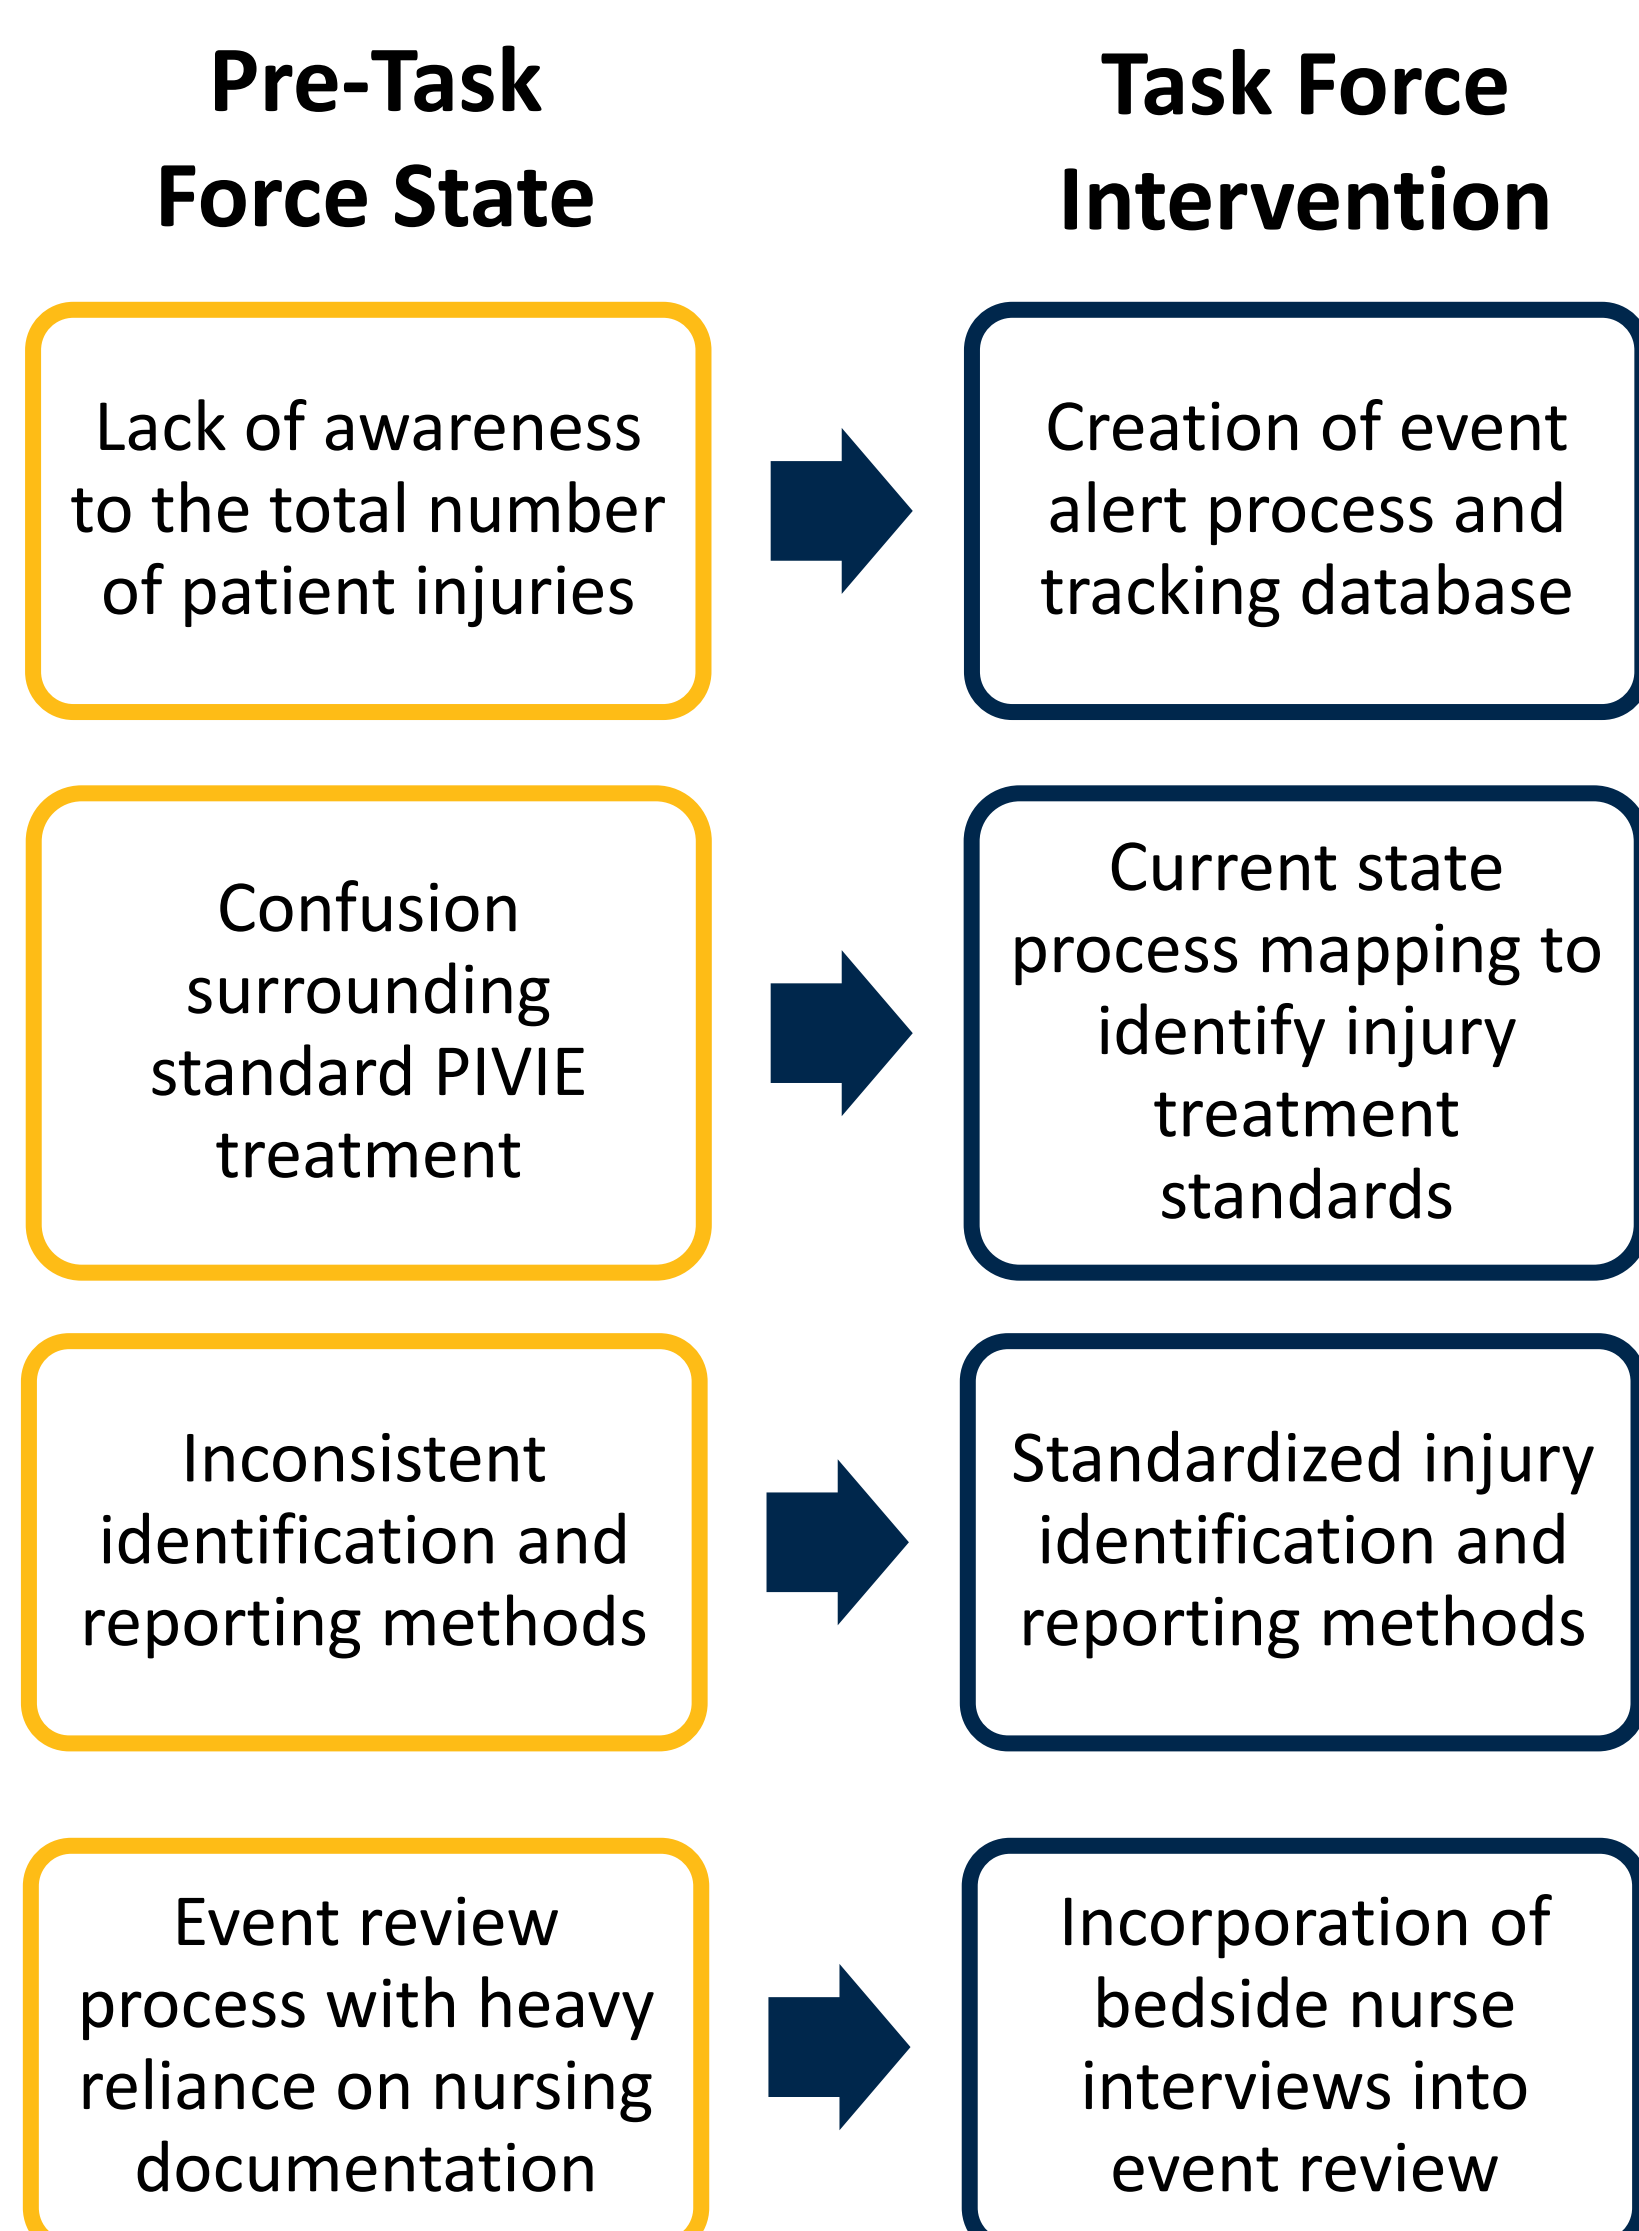 Pre-Task
Force State
Task Force
Intervention
Lack of awareness
to the total number
of patient injuries
Creation of event
alert process and
tracking database
Confusion
surrounding
standard PIVIE
treatment
Current state
process mapping to
identify injury
treatment
standards
Inconsistent
identification and
reporting methods
Standardized injury
identification and
reporting methods
Event review
process with heavy
reliance on nursing
documentation
Incorporation of
bedside nurse
interviews into
event review